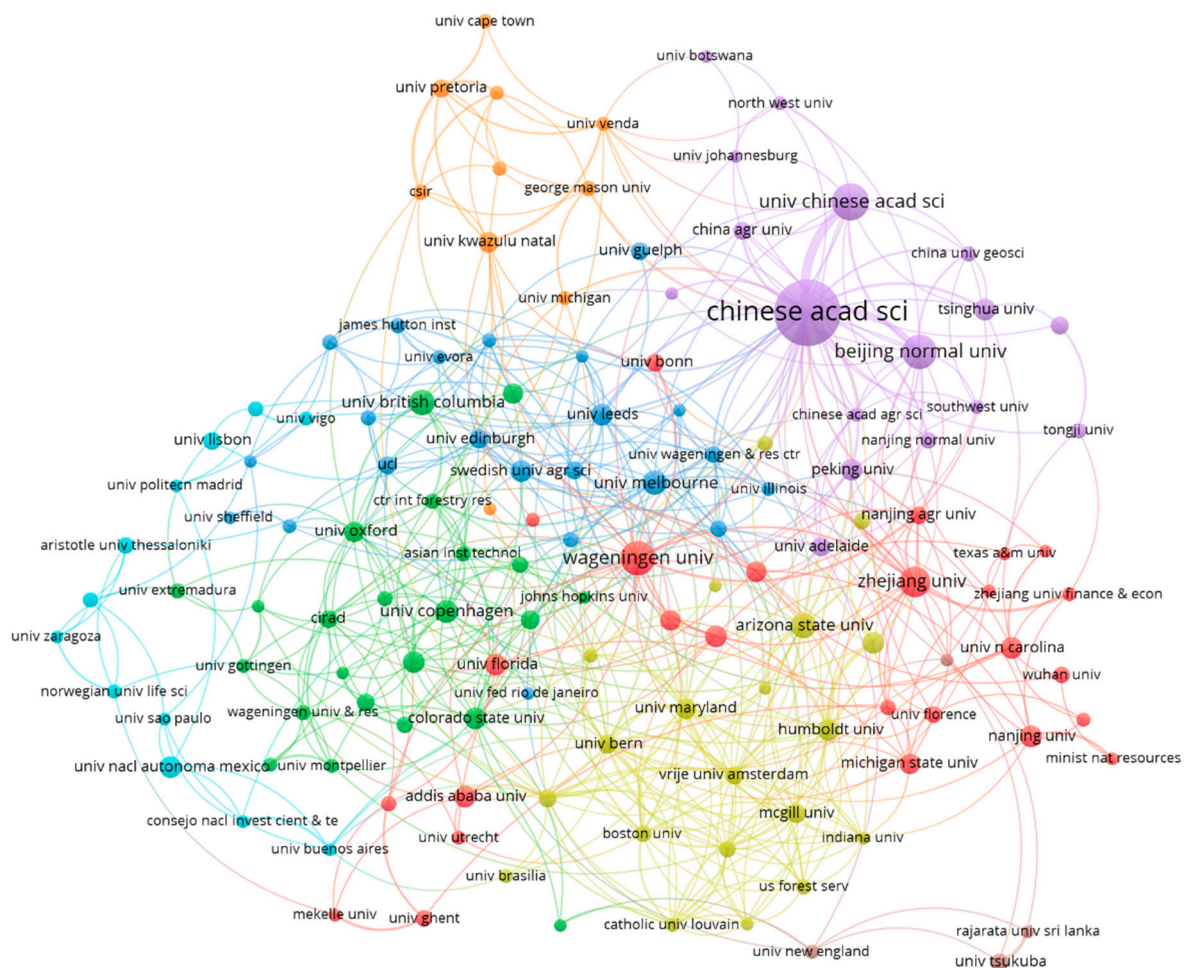 univ cape town
univ botswana
univ pretoria
north west univ
univ venda
univ johannesburg
csir
george mason univ
univ chinese acad sci
china agr univ
univ kwazulu natal
univ guelph
china univ geosci
univ michigan
chinese acad sci
tsinghua univ
james hutton inst
univ evora
univ bonn
beijing normal univ
univ british columbia
univ vigo
univ leeds
chinese acad agr sci
southwest univ
univ lisbon
univ edinburgh
nanjing normal univ
tongji univ
univ wageningen & res ctr
ucl
swedish univ agr sci
peking univ
univ politecn madrid
univ melbourne
univ illinois
ctr int forestry res
univ sheffield
univ oxford
nanjing agr univ
aristotle univ thessaloniki
asian inst technol
wageningen univ
univ adelaide
texas a&m univ
univ extremadura
johns hopkins univ
zhejiang univ
zhejiang univ finance & econ
cirad
univ copenhagen
arizona state univ
univ zaragoza
univ n carolina
univ gottingen
univ florida
wuhan univ
norwegian univ life sci
univ fed rio de janeiro
univ sao paulo
wageningen univ & res
colorado state univ
univ maryland
univ florence
humboldt univ
nanjing univ
univ bern
minist nat resources
univ nacl autonoma mexico
univ montpellier
michigan state univ
vrije univ amsterdam
addis ababa univ
mcgill univ
consejo nacl invest cient & te
univ utrecht
boston univ
indiana univ
univ buenos aires
univ brasilia
us forest serv
mekelle univ
univ ghent
catholic univ louvain
rajarata univ sri lanka
univ new england
univ tsukuba